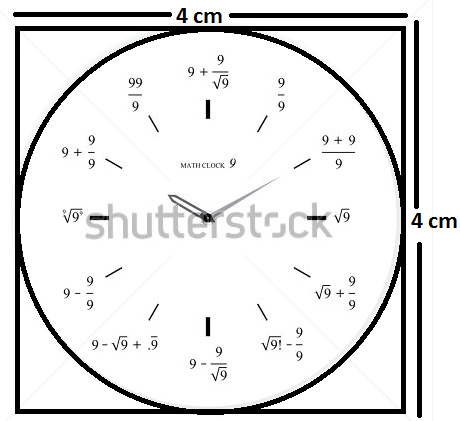 4 cm
9 + 9/√9
99/9
9/9
9 + 9/9
(9 + 9)/9
MATH CLOCK 9
⁹√9⁹
√9
shutterstock
4 cm
9 - 9/9
√9 + 9/9
9 - √9 + .9̅
9 - 9/√9
√9! - 9/9